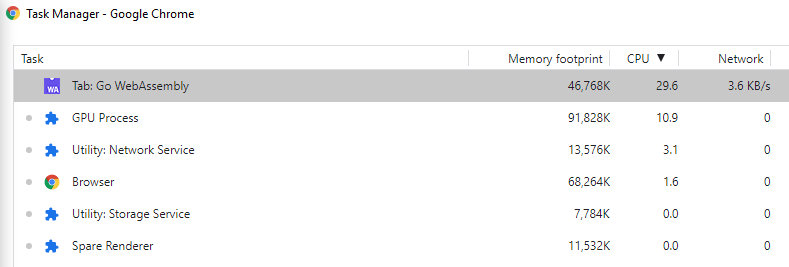 Task Manager - Google Chrome
Task Memory footprint CPU ▼ Network
WA Tab: Go WebAssembly 46,768K 29.6 3.6 KB/s
GPU Process 91,828K 10.9 0
Utility: Network Service 13,576K 3.1 0
Browser 68,264K 1.6 0
Utility: Storage Service 7,784K 0.0 0
Spare Renderer 11,532K 0.0 0